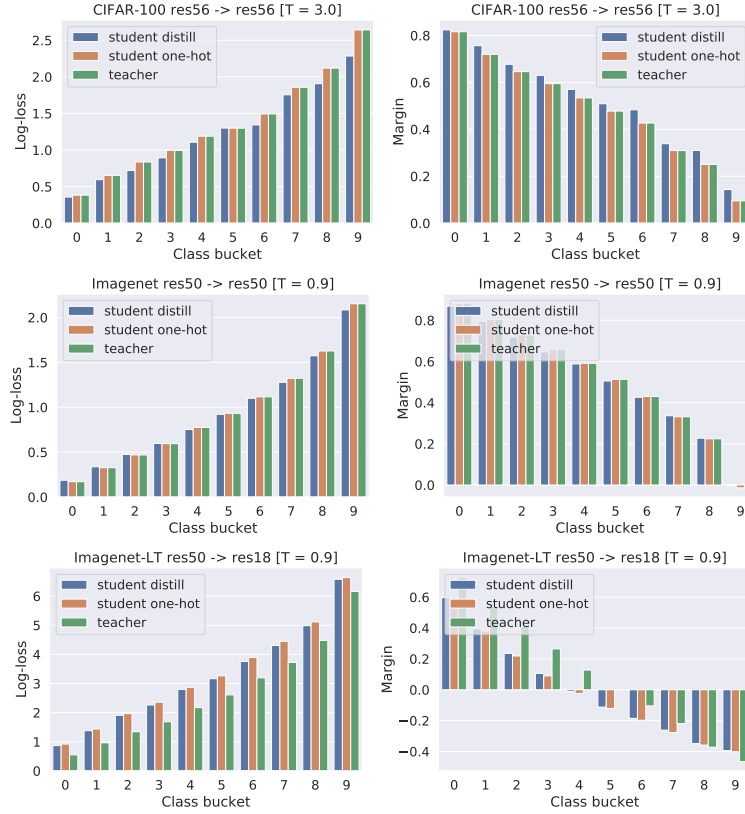 CIFAR-100 res56 -> res56 [T = 3.0]
student distill
student one-hot
teacher
Log-loss
2.5
2.0
1.5
1.0
0.5
0.0
0 1 2 3 4 5 6 7 8 9
Class bucket
CIFAR-100 res56 -> res56 [T = 3.0]
student distill
student one-hot
teacher
Margin
0.8
0.6
0.4
0.2
0.0
0 1 2 3 4 5 6 7 8 9
Class bucket
Imagenet res50 -> res50 [T = 0.9]
student distill
student one-hot
teacher
Log-loss
2.0
1.5
1.0
0.5
0.0
0 1 2 3 4 5 6 7 8 9
Class bucket
Imagenet res50 -> res50 [T = 0.9]
student distill
student one-hot
teacher
Margin
0.8
0.6
0.4
0.2
0.0
0 1 2 3 4 5 6 7 8 9
Class bucket
Imagenet-LT res50 -> res18 [T = 0.9]
student distill
student one-hot
teacher
Log-loss
6
5
4
3
2
1
0
0 1 2 3 4 5 6 7 8 9
Class bucket
Imagenet-LT res50 -> res18 [T = 0.9]
student distill
student one-hot
teacher
Margin
0.6
0.4
0.2
0.0
−0.2
−0.4
0 1 2 3 4 5 6 7 8 9
Class bucket